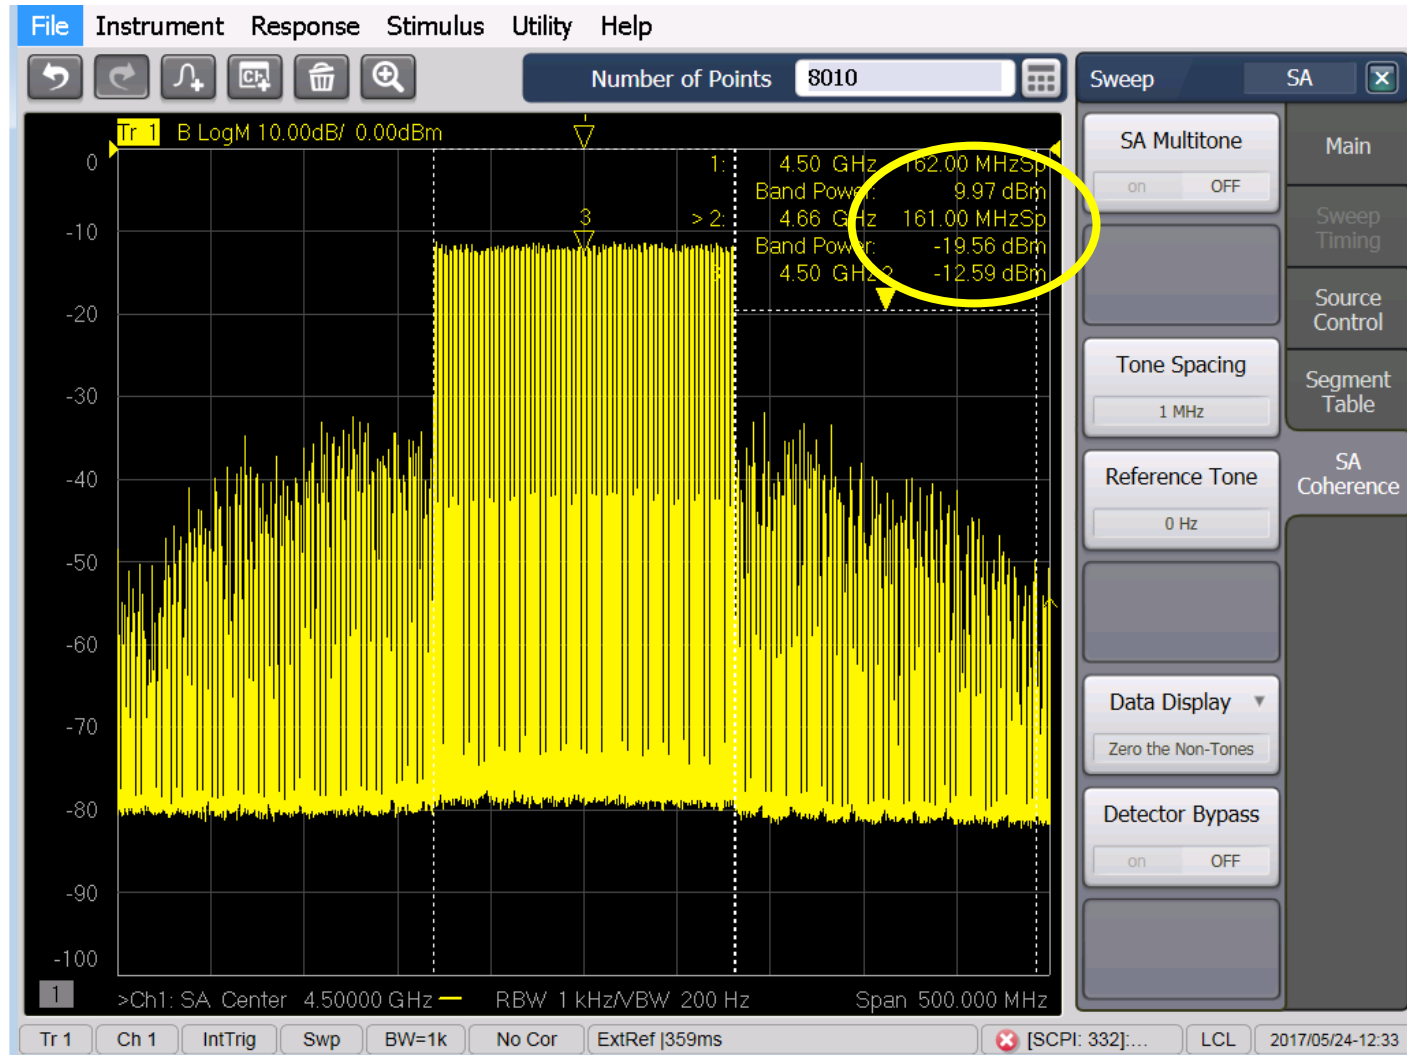 File Instrument Response Stimulus Utility Help
Number of Points 8010
Sweep SA
Tr 1 B LogM 10.00dB/ 0.00dBm
1: 4.50 GHz 162.00 MHzSp
Band Power: 9.97 dBm
> 2: 4.66 GHz 161.00 MHzSp
Band Power: -19.56 dBm
4.50 GHz -12.59 dBm
3
2
0
-10
-20
-30
-40
-50
-60
-70
-80
-90
-100
1
>Ch1: SA Center 4.50000 GHz RBW 1 kHz/VBW 200 Hz Span 500.000 MHz
SA Multitone
on OFF
Tone Spacing
1 MHz
Reference Tone
0 Hz
Data Display
Zero the Non-Tones
Detector Bypass
on OFF
Main
Sweep
Timing
Source
Control
Segment
Table
SA
Coherence
Tr 1 Ch 1 IntTrig Swp BW=1k No Cor ExtRef |359ms [SCPI: 332]:... LCL 2017/05/24-12:33